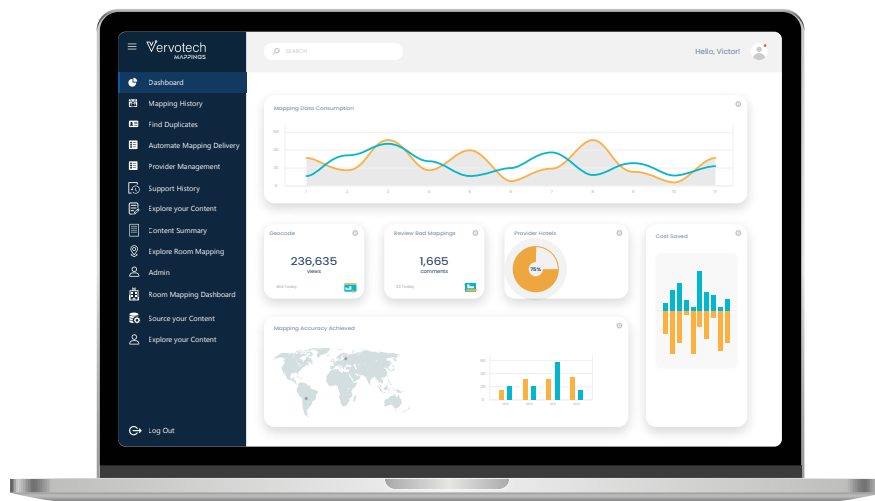 Vervotech
MAPPINGS
SEARCH
Hello, Victor!
Dashboard
Mapping History
Find Duplicates
Automate Mapping Delivery
Provider Management
Support History
Explore your Content
Content Summary
Explore Room Mapping
Admin
Room Mapping Dashboard
Source your Content
Explore your Content
Log Out
Mapping Data Consumption
Geocode
236,635
views
Review Bad Mappings
1,665
comments
Provider Hotels
75%
Cost Saved
Mapping Accuracy Achieved